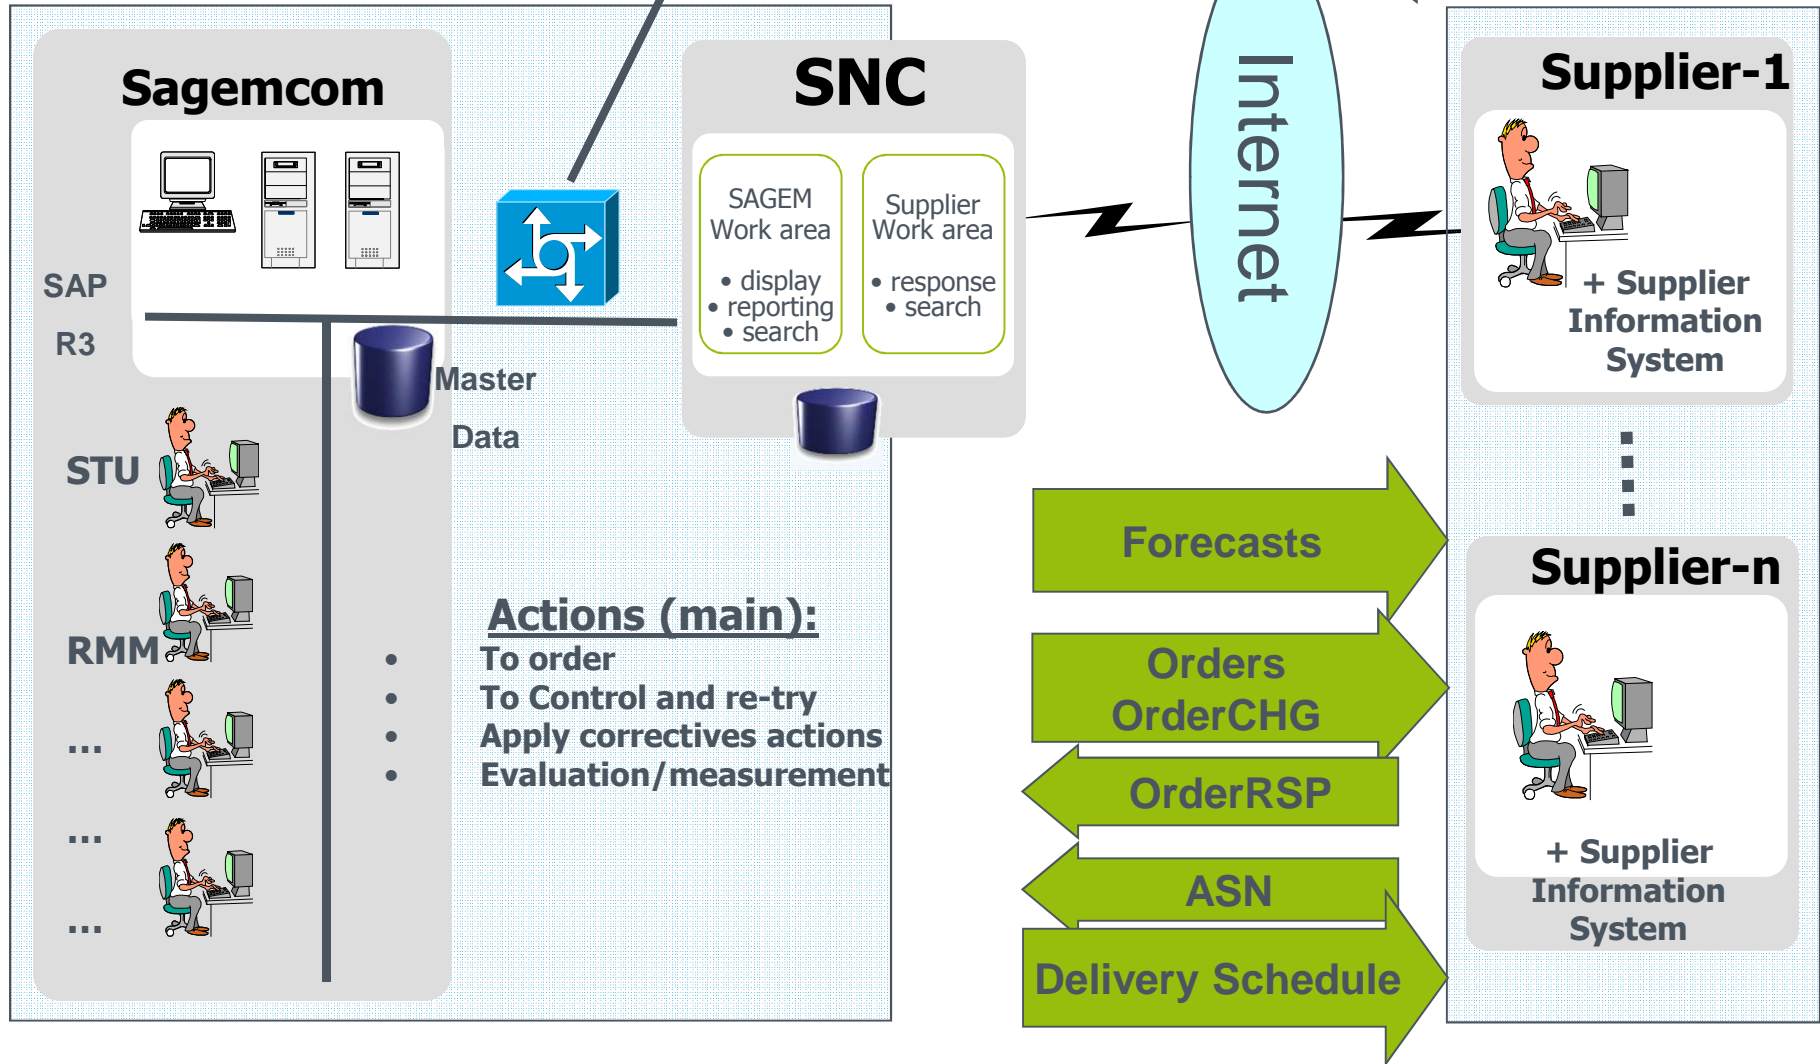 Sagemcom
SAP
R3
Master
Data
STU
RMM
...
...
...
SNC
SAGEM
Work area
• display
• reporting
• search
Supplier
Work area
• response
• search
Actions (main):
• To order
• To Control and re-try
• Apply correctives actions
• Evaluation/measurement
Internet
Forecasts
Orders
OrderCHG
OrderRSP
ASN
Delivery Schedule
Supplier-1
+ Supplier
Information
System
Supplier-n
+ Supplier
Information
System